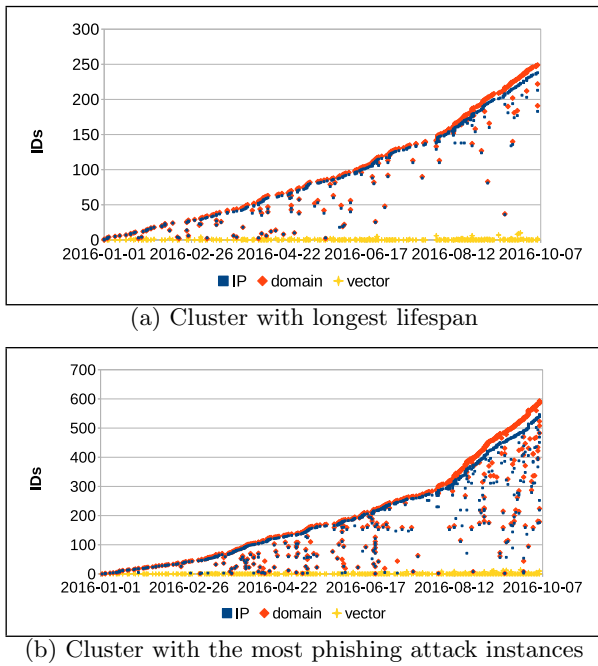 300
250
200
150
100
50
0
IDs
2016-01-01 2016-02-26 2016-04-22 2016-06-17 2016-08-12 2016-10-07
IP domain vector
(a) Cluster with longest lifespan
700
600
500
400
300
200
100
0
IDs
2016-01-01 2016-02-26 2016-04-22 2016-06-17 2016-08-12 2016-10-07
IP domain vector
(b) Cluster with the most phishing attack instances